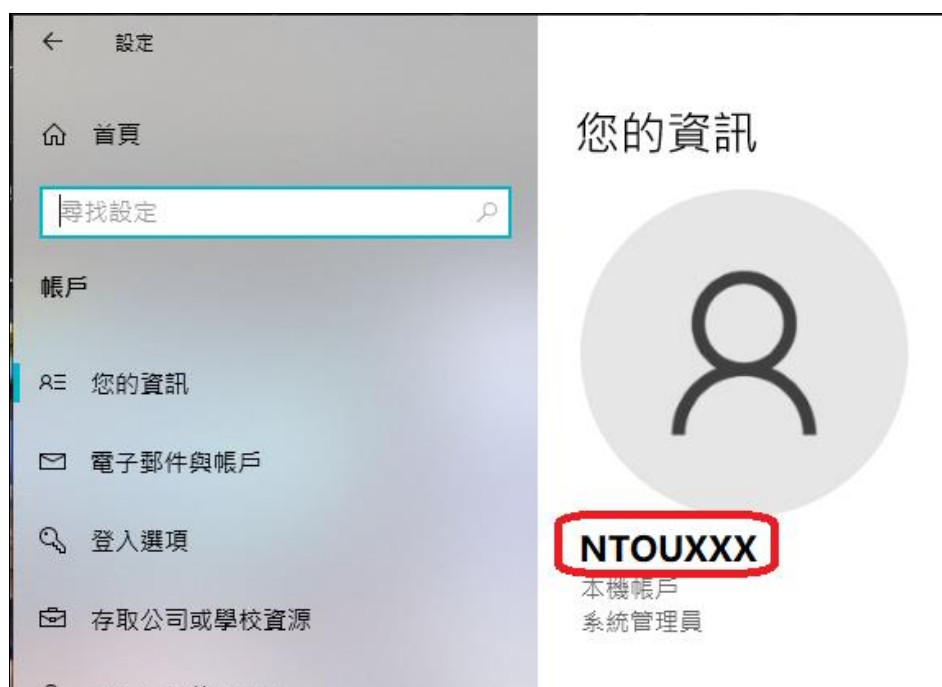 設定
首頁
尋找設定
帳戶
您的資訊
電子郵件與帳戶
登入選項
存取公司或學校資源
您的資訊
NTOUXXX
本機帳戶
系統管理員